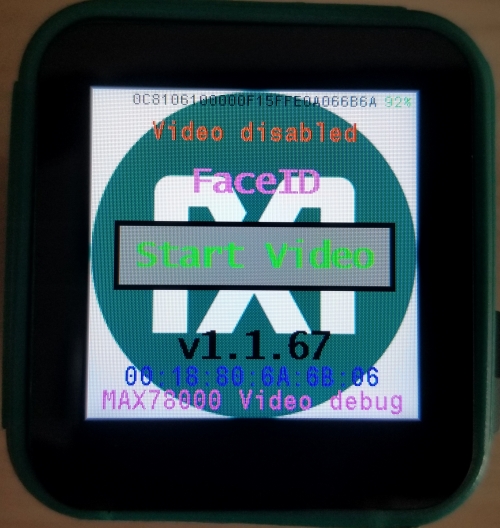 0C8106100000F15FFE0A066B6A 92%
Video disabled
FaceID
Start Video
v1.1.67
00:18:80:6A:6B:06
MAX78000 Video debug